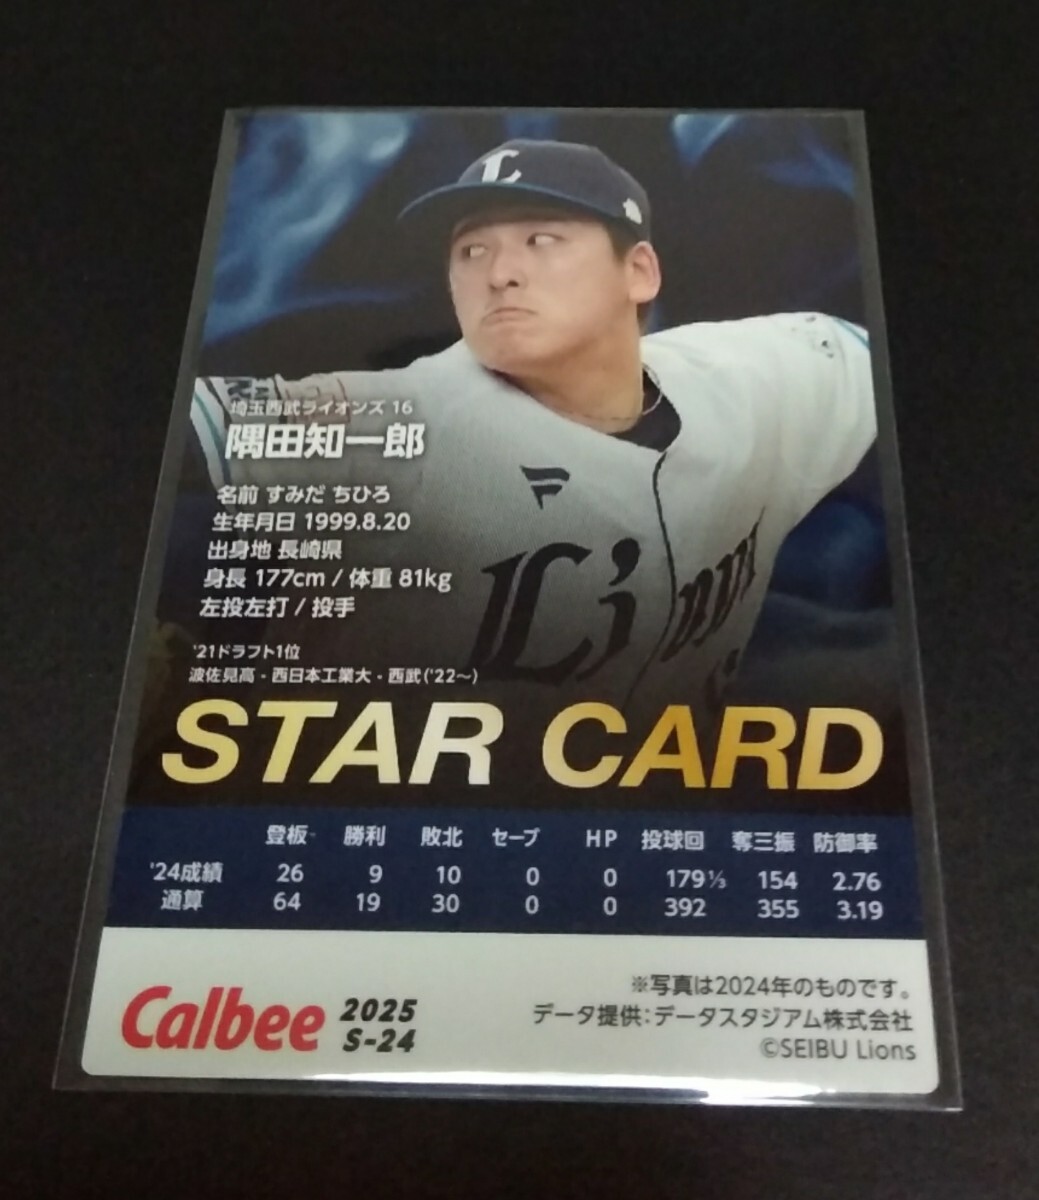 L
埼玉西武ライオンズ 16
隅田知一郎
名前 すみだ ちひろ
生年月日 1999.8.20
出身地 長崎県
身長 177cm / 体重 81kg
左投左打 / 投手
'21ドラフト1位
波佐見高・西日本工業大・西武('22〜)
Lions
STAR CARD
登板 勝利 敗北 セーブ HP 投球回 奪三振 防御率
'24成績 26 9 10 0 0 179⅓ 154 2.76
通算 64 19 30 0 0 392 355 3.19
Calbee 2025 S-24
※写真は2024年のものです。
データ提供:データスタジアム株式会社
©SEIBU Lions